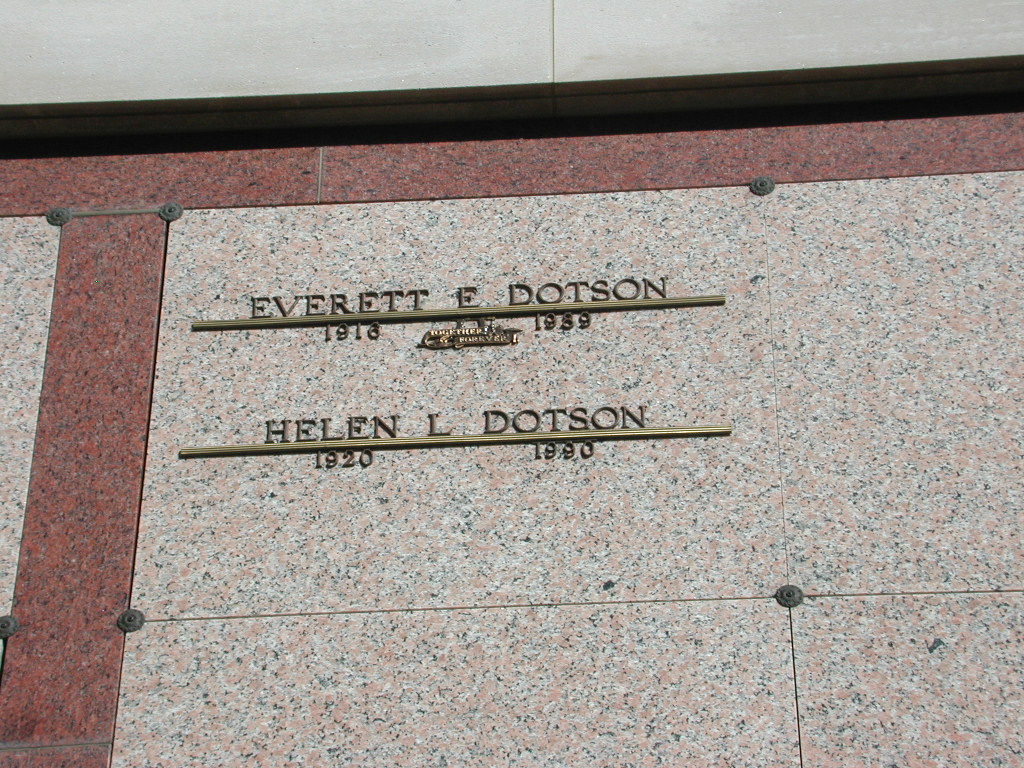 EVERETT E DOTSON
1916 1989
TOGETHER
FOREVER
HELEN L DOTSON
1920 1990